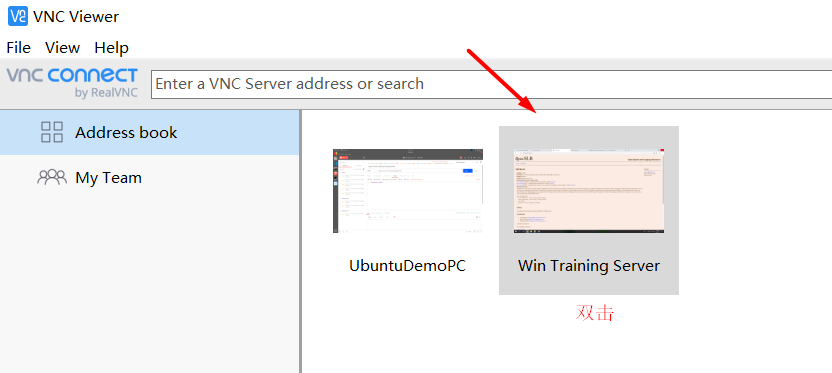 VNC Viewer
File View Help
vnc connect
by RealVNC
Enter a VNC Server address or search
Address book
My Team
UbuntuDemoPC
Win Training Server
双击